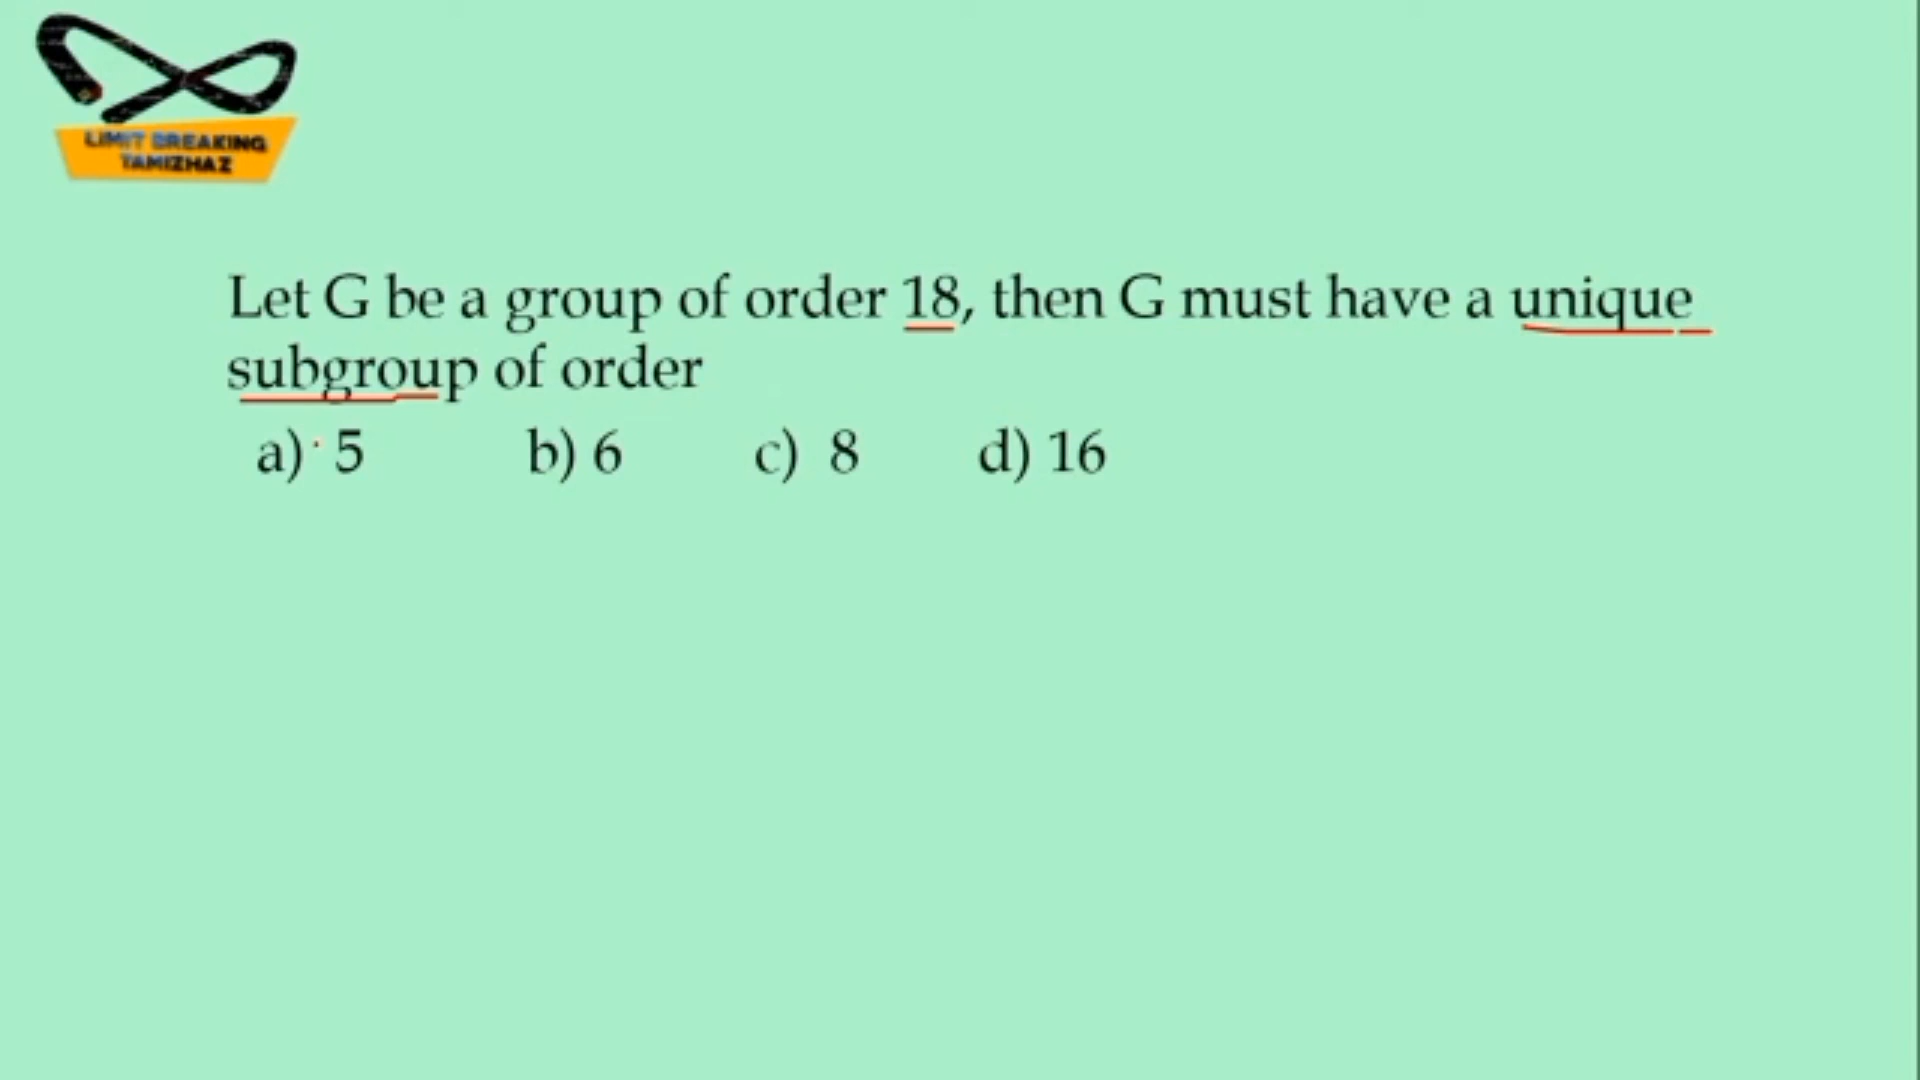 LIMIT BREAKING
TAMIZHAZ
Let G be a group of order 18, then G must have a unique
subgroup of order
a) 5 b) 6 c) 8 d) 16